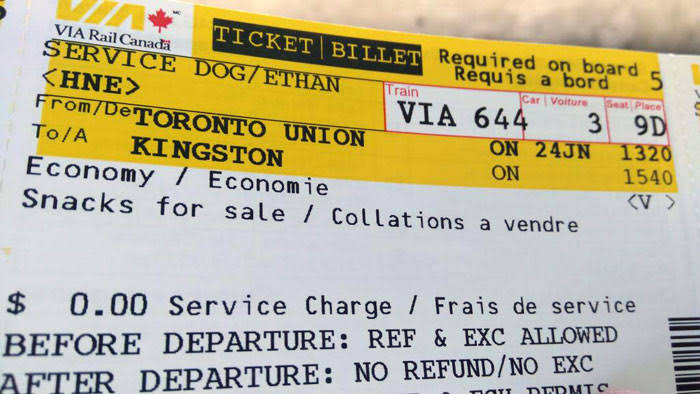 VIA
VIA Rail Canada
TICKET|BILLET
Required on board 5
Requis a bord
SERVICE DOG/ETHAN
<HNE>
Train
Car | Voiture
Seat | Place
VIA 644 3 9D
From/De TORONTO UNION ON 24JN 1320
To/A KINGSTON ON 1540
Economy / Economie <V >
Snacks for sale / Collations a vendre
$ 0.00 Service Charge / Frais de service
BEFORE DEPARTURE: REF & EXC ALLOWED
AFTER DEPARTURE: NO REFUND/NO EXC